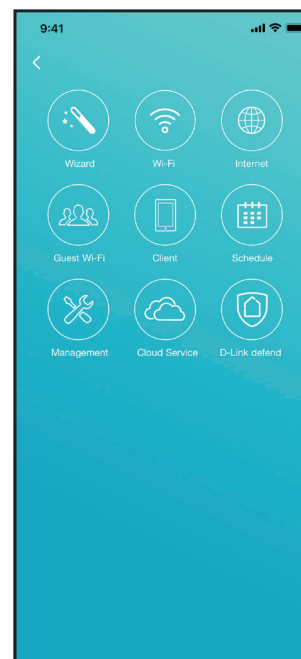 9:41
Wizard Wi-Fi Internet
Guest Wi-Fi Client Schedule
Management Cloud Service D-Link defend